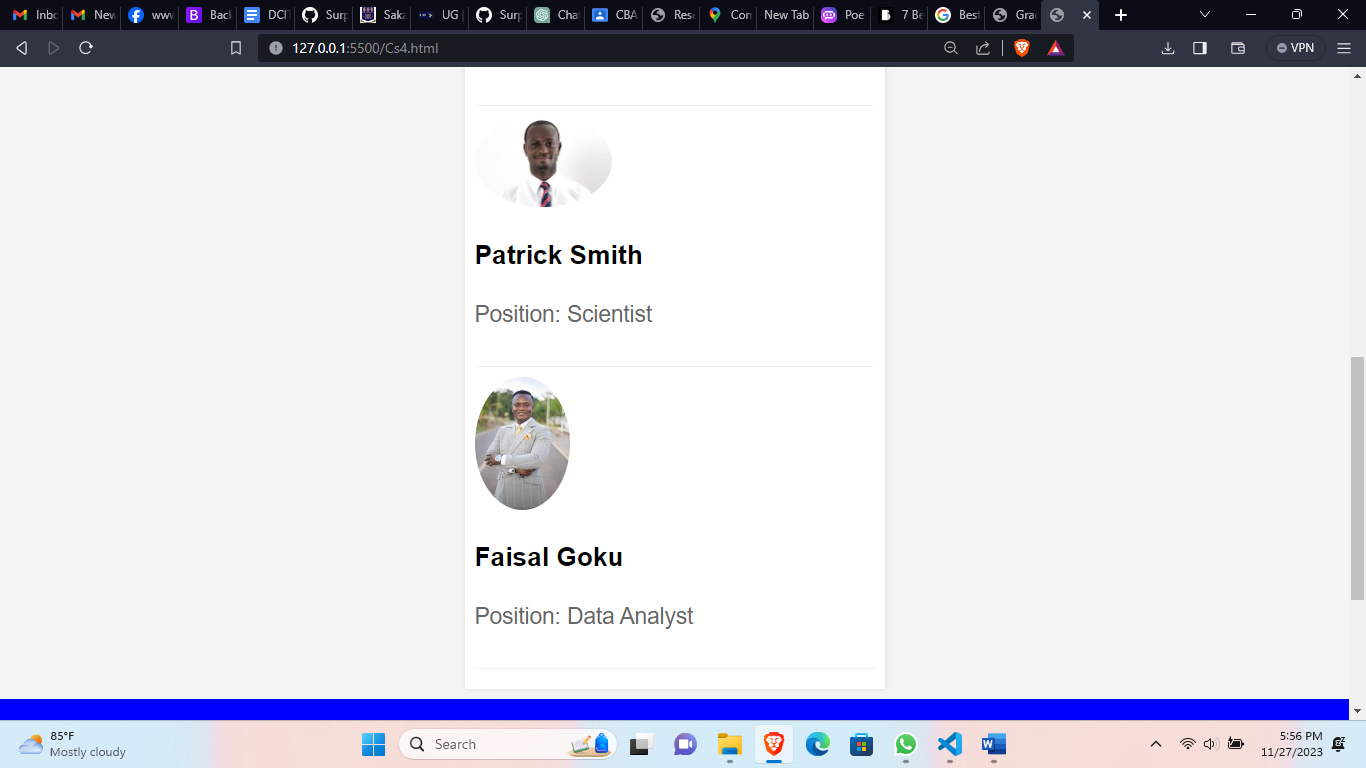 Inbo
New
www
Back
DCIT
Surp
Saka
UG
Surp
Chat
CBA
Rese
Con
New Tab
Poe
7 Be
Best
Grac
127.0.0.1:5500/Cs4.html
VPN
Patrick Smith
Position: Scientist
Faisal Goku
Position: Data Analyst
85°F
Mostly cloudy
Search
5:56 PM
11/27/2023